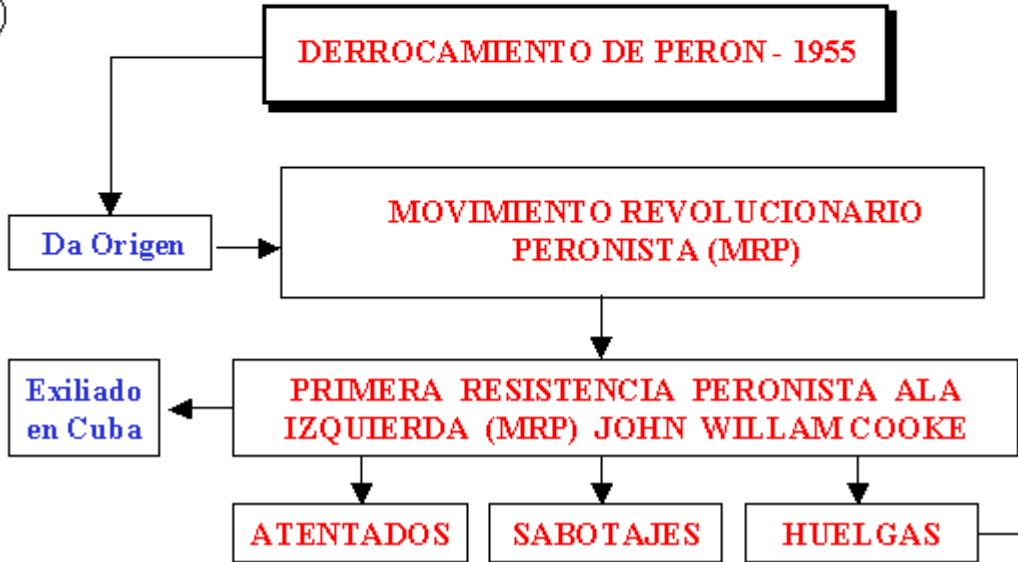 DERROCAMIENTO DE PERON - 1955
Da Origen
MOVIMIENTO REVOLUCIONARIO
PERONISTA (MRP)
Exiliado
en Cuba
PRIMERA RESISTENCIA PERONISTA ALA
IZQUIERDA (MRP) JOHN WILLAM COOKE
ATENTADOS
SABOTAJES
HUELGAS